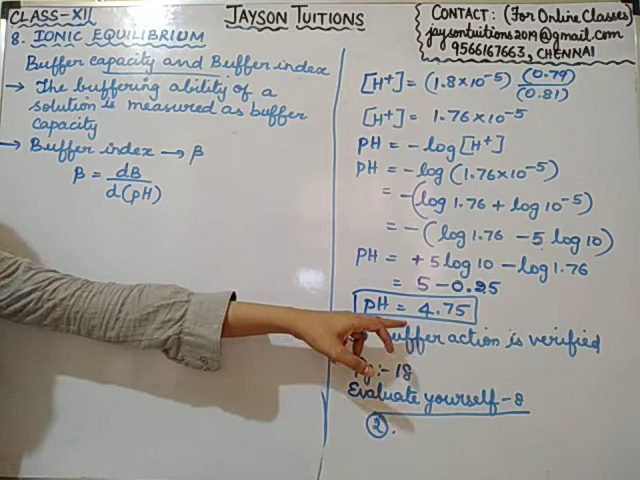 CLASS-XII
JAYSON TUITIONS
CONTACT: (For Online Classes)
jaysontuitions2019@gmail.com
9566167663, CHENNAI
8. IONIC EQUILIBRIUM
Buffer capacity and Buffer index
→ The buffering ability of a
solution is measured as buffer
capacity
→ Buffer index → β
β = dB
d(pH)
[H+] = (1.8×10-5) (0.79)
(0.81)
[H+] = 1.76×10-5
PH = -log[H+]
PH = -log(1.76×10-5)
= -(log 1.76 + log 10-5)
= -(log 1.76 - 5 log 10)
PH = +5 log 10 - log 1.76
= 5 - 0.25
PH = 4.75
action is verified
:- 18
Evaluate yourself - 8
2.